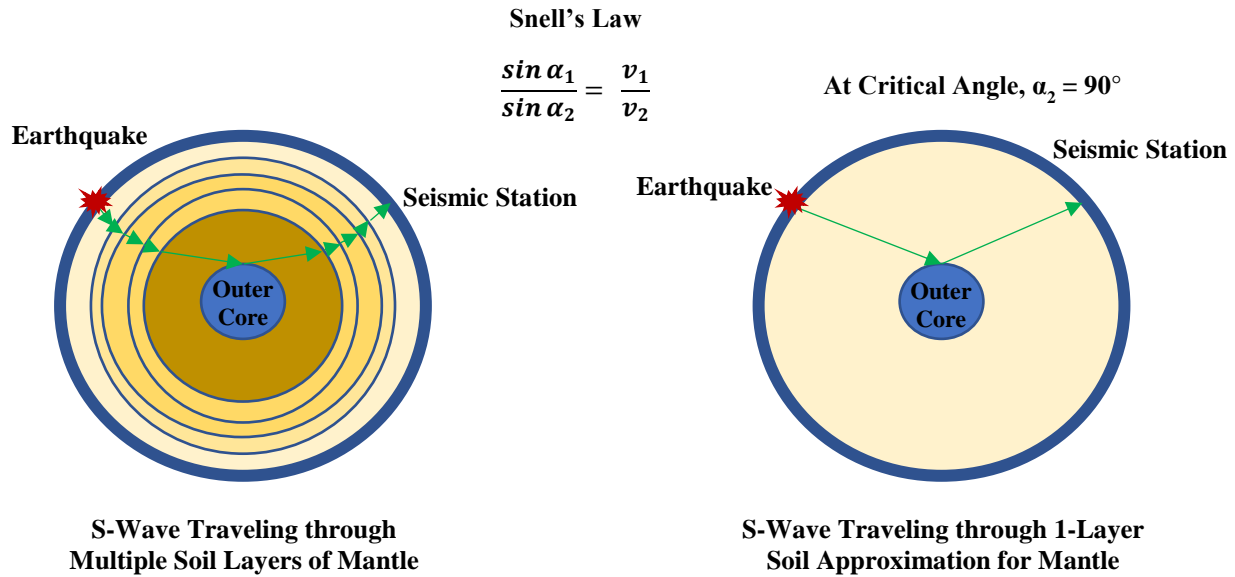 Snell’s Law
sin α₁ / sin α₂ = v₁ / v₂
At Critical Angle, α₂ = 90°
Earthquake
Seismic Station
Outer
Core
S-Wave Traveling through
Multiple Soil Layers of Mantle
Earthquake
Seismic Station
Outer
Core
S-Wave Traveling through 1-Layer
Soil Approximation for Mantle